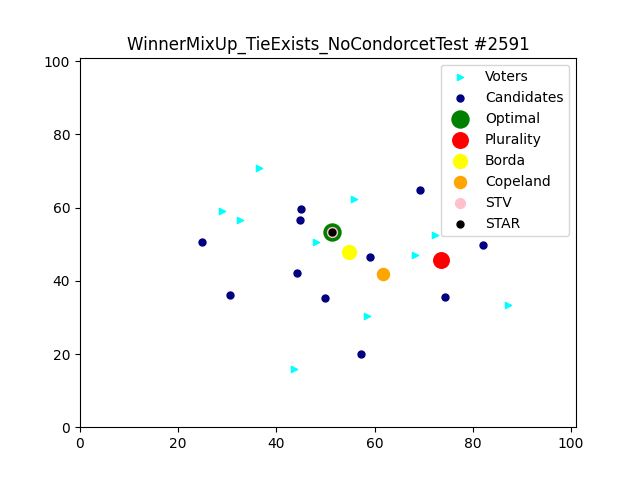 WinnerMixUp_TieExists_NoCondorcetTest #2591
100
80
60
40
20
0
0 20 40 60 80 100
Voters
Candidates
Optimal
Plurality
Borda
Copeland
STV
STAR